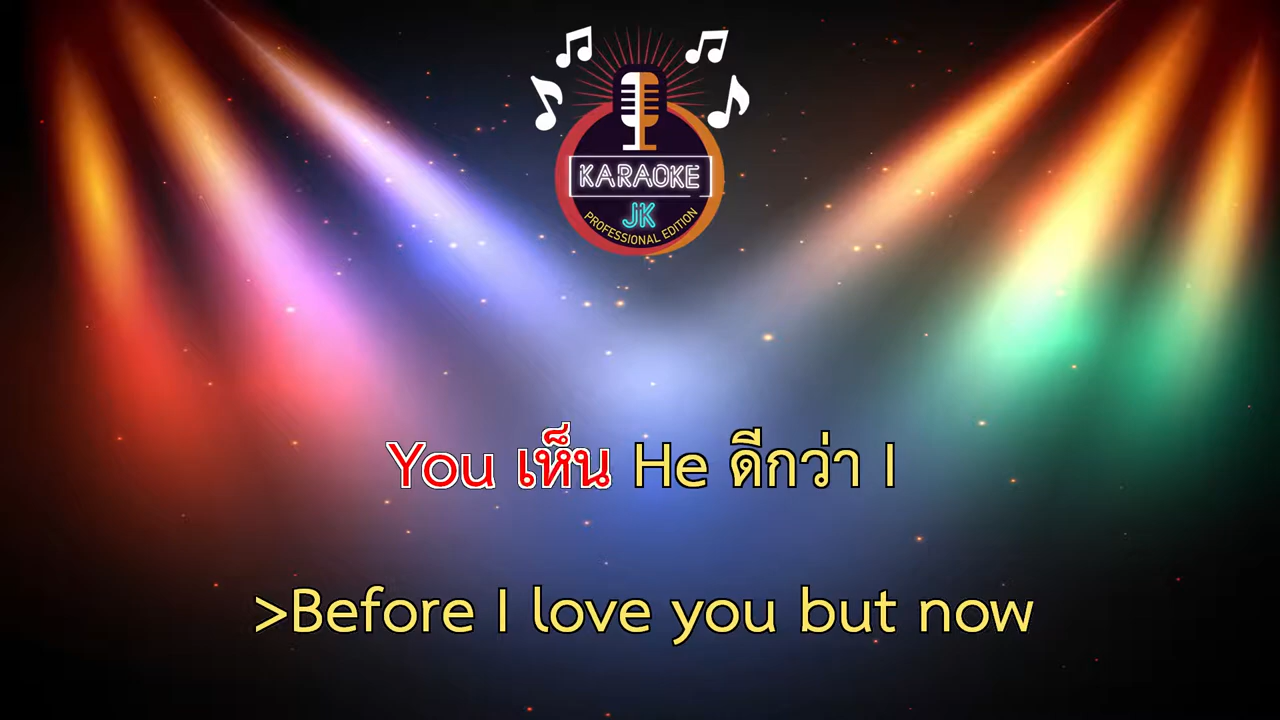 KARAOKE
JK
PROFESSIONAL EDITION
You เห็น He ดีกว่า I
>Before I love you but now